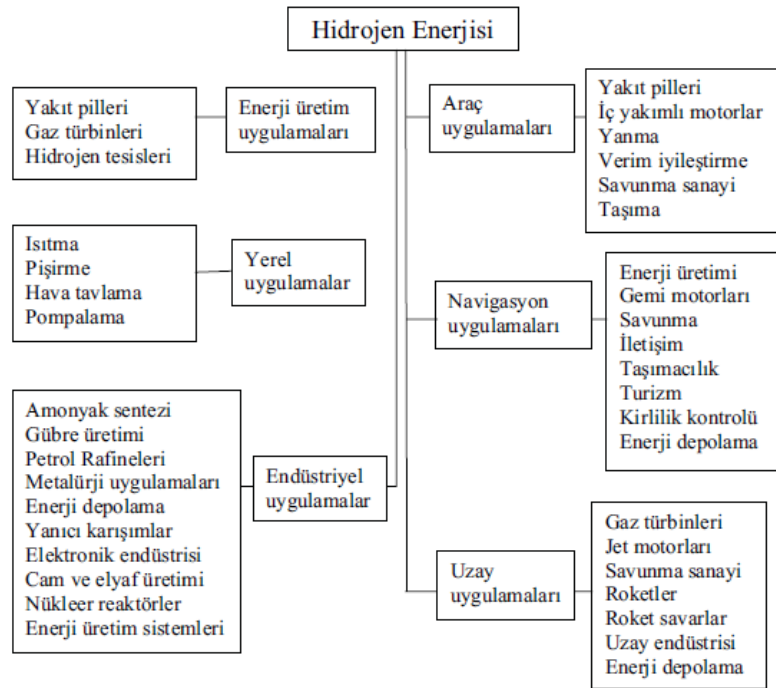 Hidrojen Enerjisi
Yakıt pilleri
Gaz türbinleri
Hidrojen tesisleri
Enerji üretim
uygulamaları
Araç
uygulamaları
Yakıt pilleri
İç yakımlı motorlar
Yanma
Verim iyileştirme
Savunma sanayi
Taşıma
Isıtma
Pişirme
Hava tavlama
Pompalama
Yerel
uygulamalar
Navigasyon
uygulamaları
Enerji üretimi
Gemi motorları
Savunma
İletişim
Taşımacılık
Turizm
Kirlilik kontrolü
Enerji depolama
Amonyak sentezi
Gübre üretimi
Petrol Rafineleri
Metalürji uygulamaları
Enerji depolama
Yanıcı karışımlar
Elektronik endüstrisi
Cam ve elyaf üretimi
Nükleer reaktörler
Enerji üretim sistemleri
Endüstriyel
uygulamalar
Uzay
uygulamaları
Gaz türbinleri
Jet motorları
Savunma sanayi
Roketler
Roket savarlar
Uzay endüstrisi
Enerji depolama